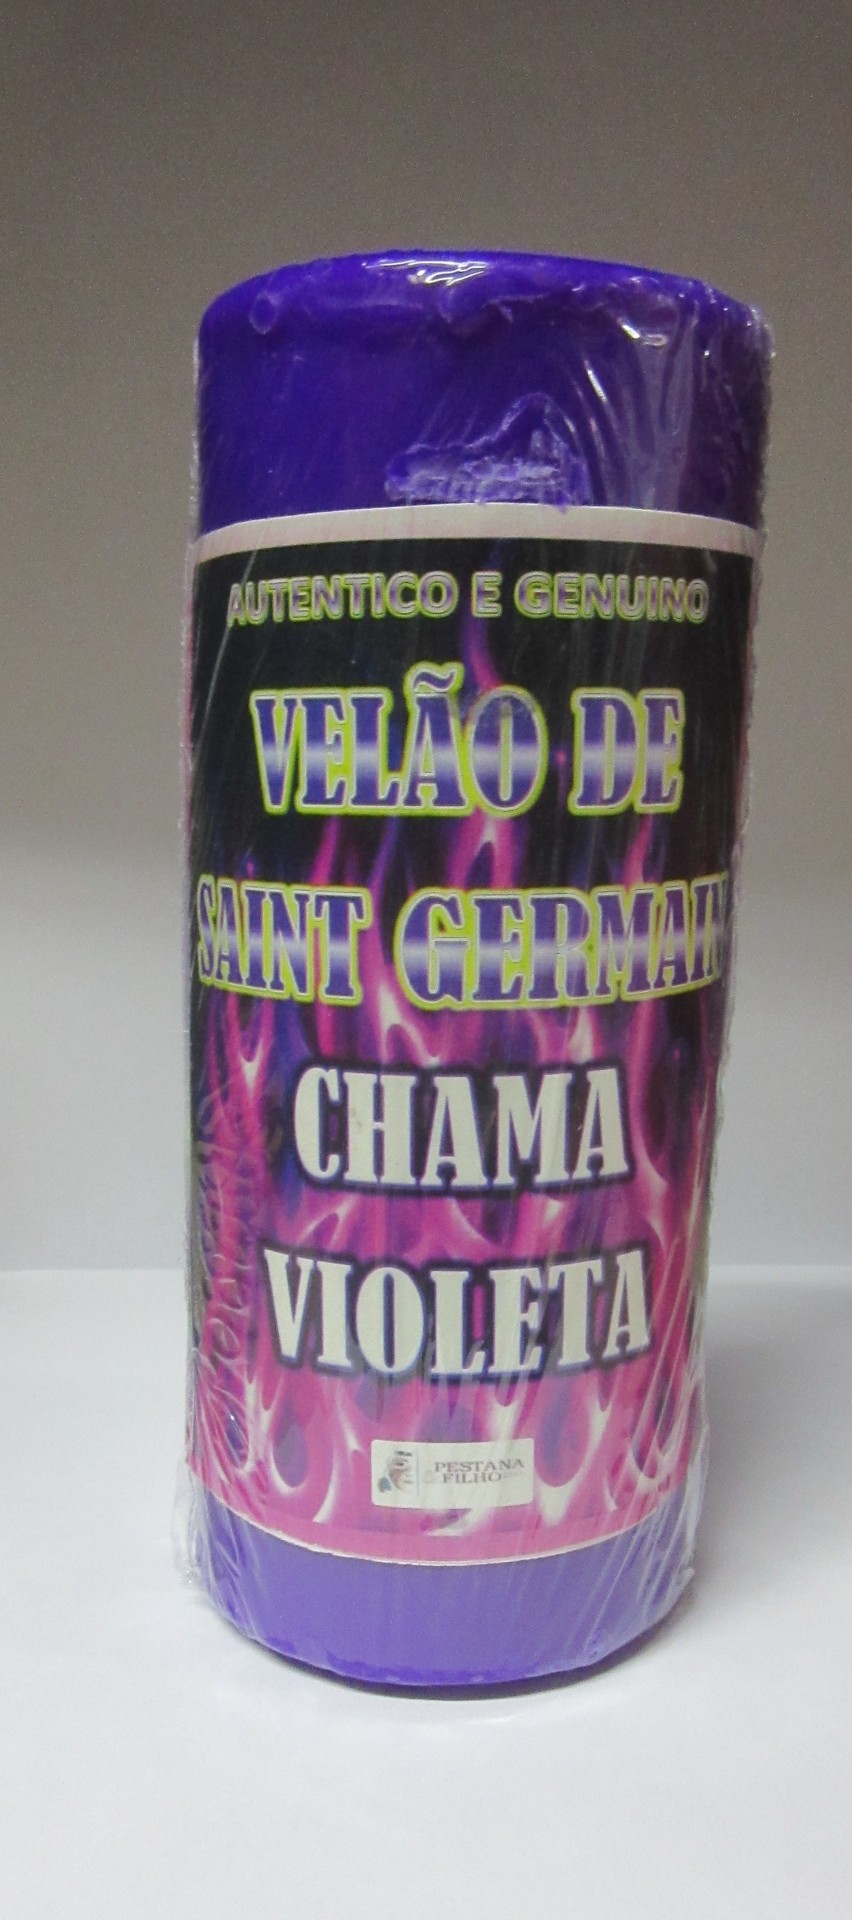 AUTENTICO E GENUINO
VELÃO DE
SAINT GERMAIN
CHAMA
VIOLETA
PESTANA
& FILHO